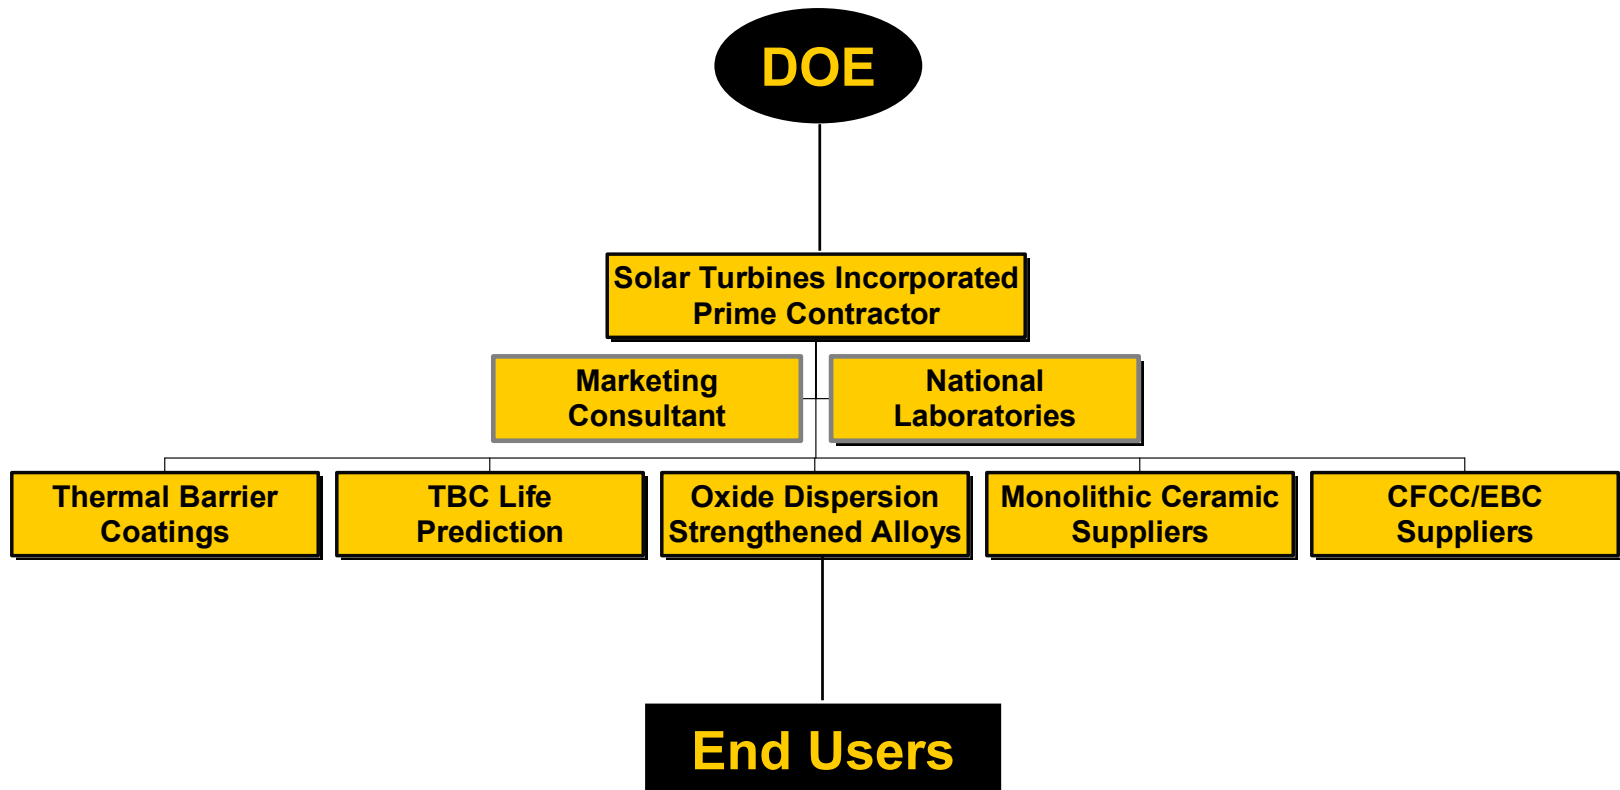 DOE
Solar Turbines Incorporated
Prime Contractor
Marketing
Consultant
National
Laboratories
Thermal Barrier
Coatings
TBC Life
Prediction
Oxide Dispersion
Strengthened Alloys
Monolithic Ceramic
Suppliers
CFCC/EBC
Suppliers
End Users